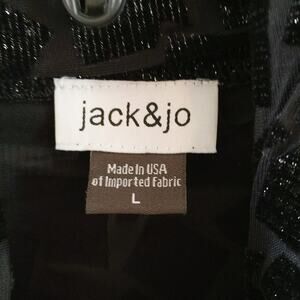 jack&jo
Made In USA
of Imported Fabric
L